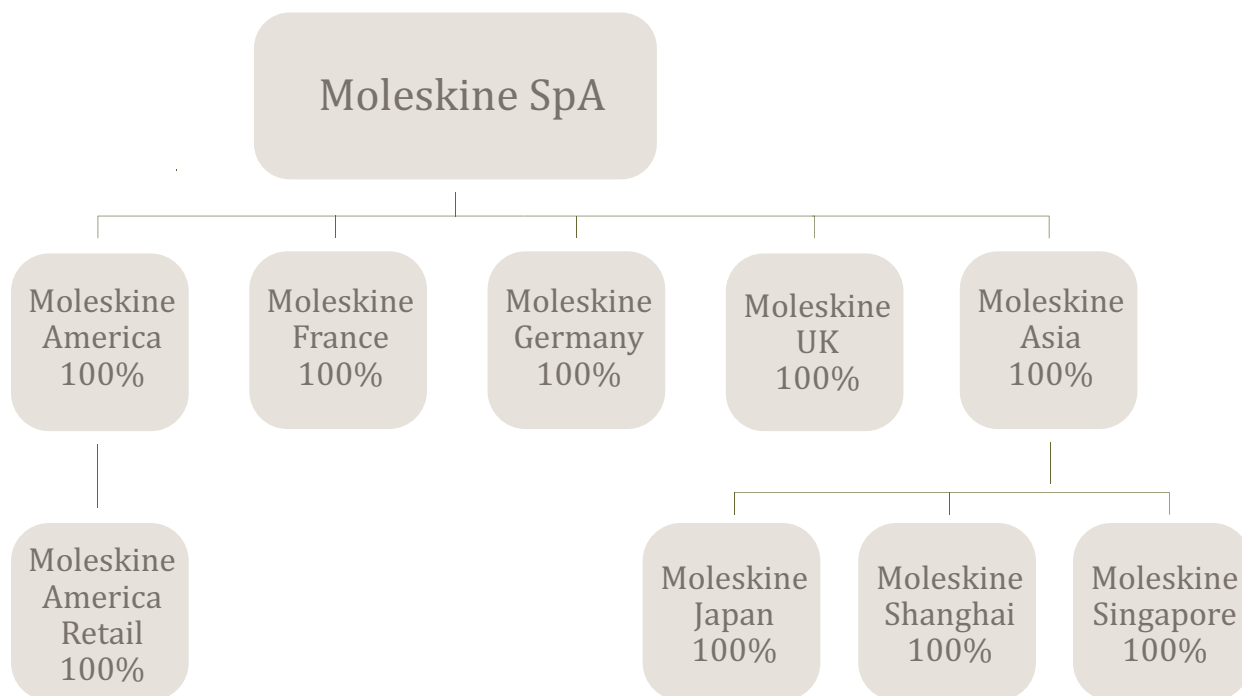 Moleskine SpA
Moleskine
America
100%
Moleskine
France
100%
Moleskine
Germany
100%
Moleskine
UK
100%
Moleskine
Asia
100%
Moleskine
America
Retail
100%
Moleskine
Japan
100%
Moleskine
Shanghai
100%
Moleskine
Singapore
100%